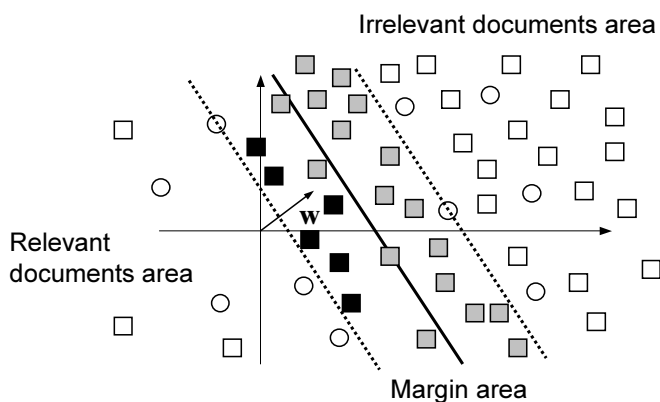 Irrelevant documents area
w
Relevant
documents area
Margin area